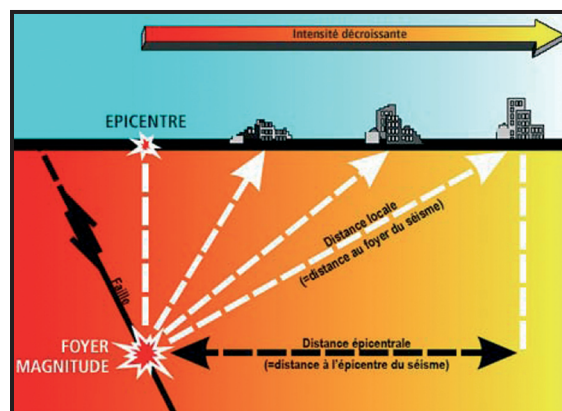 Intensité décroissante
EPICENTRE
Distance locale
(=distance au foyer du séisme)
Faille
FOYER
MAGNITUDE
Distance épicentrale
(=distance à l'épicentre du séisme)